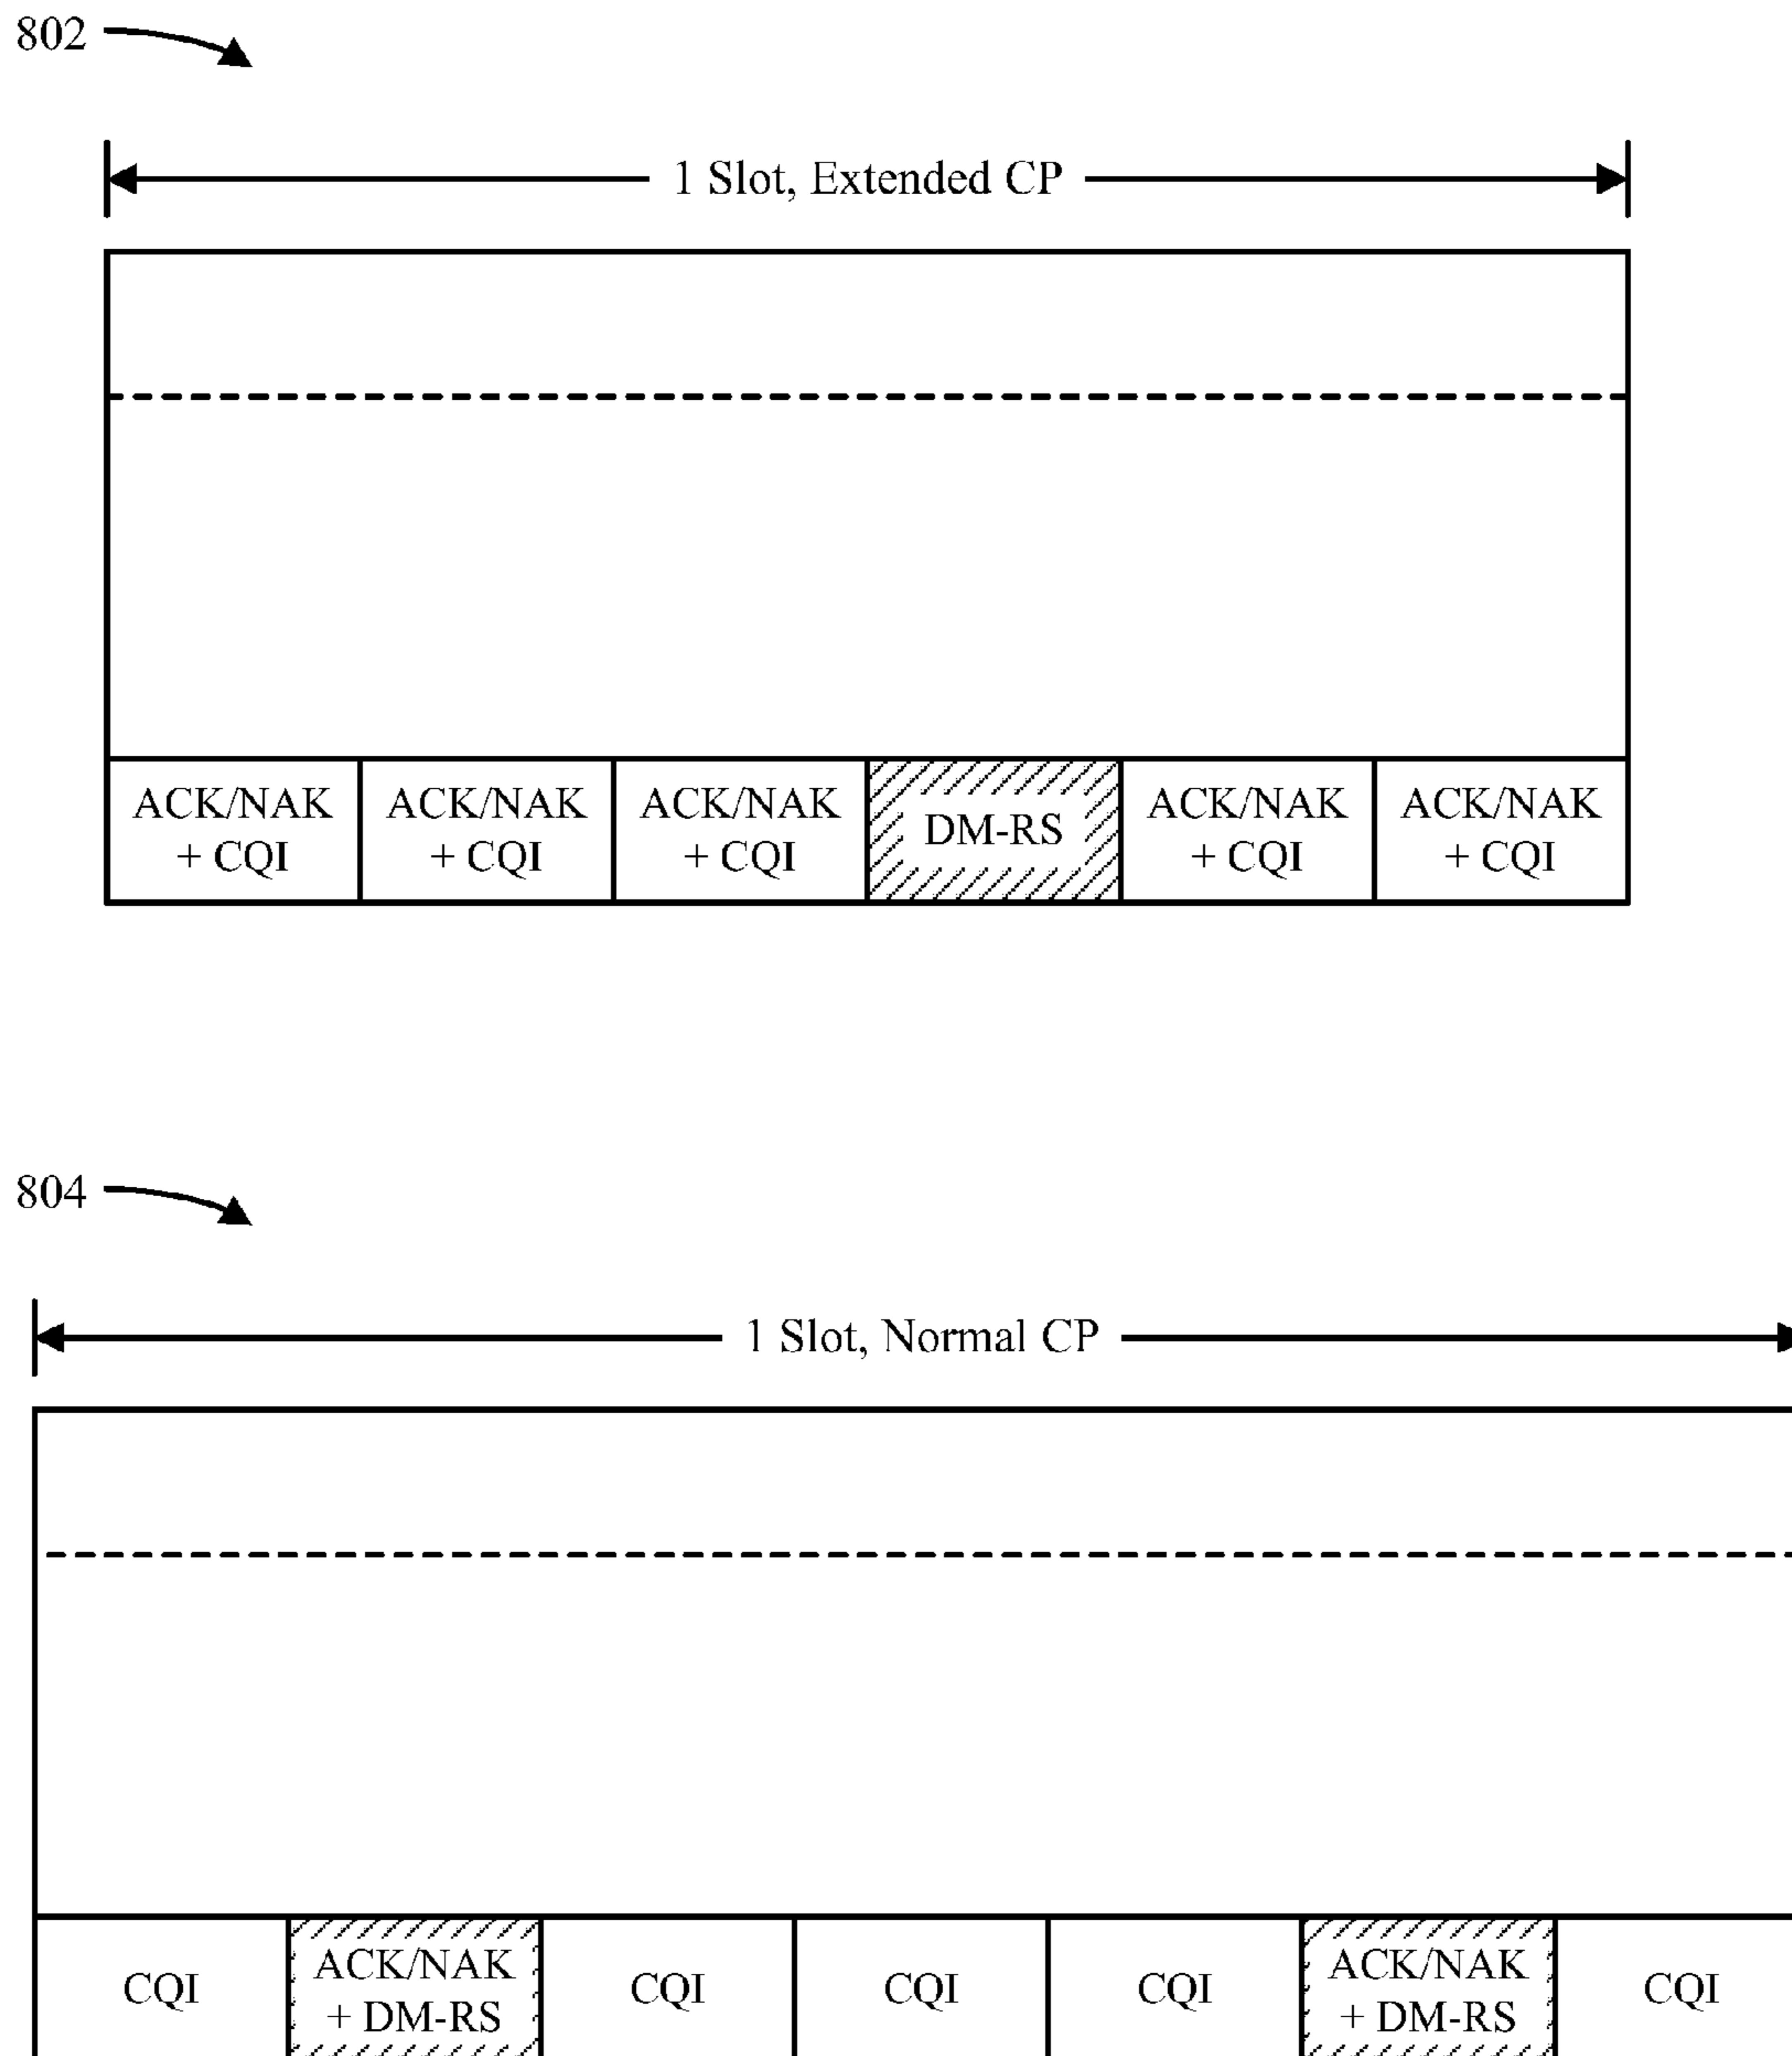 802
1 Slot, Extended CP
ACK/NAK
+ CQI
ACK/NAK
+ CQI
ACK/NAK
+ CQI
DM-RS
ACK/NAK
+ CQI
ACK/NAK
+ CQI
804
1 Slot, Normal CP
CQI
ACK/NAK
+ DM-RS
CQI
CQI
CQI
ACK/NAK
+ DM-RS
CQI